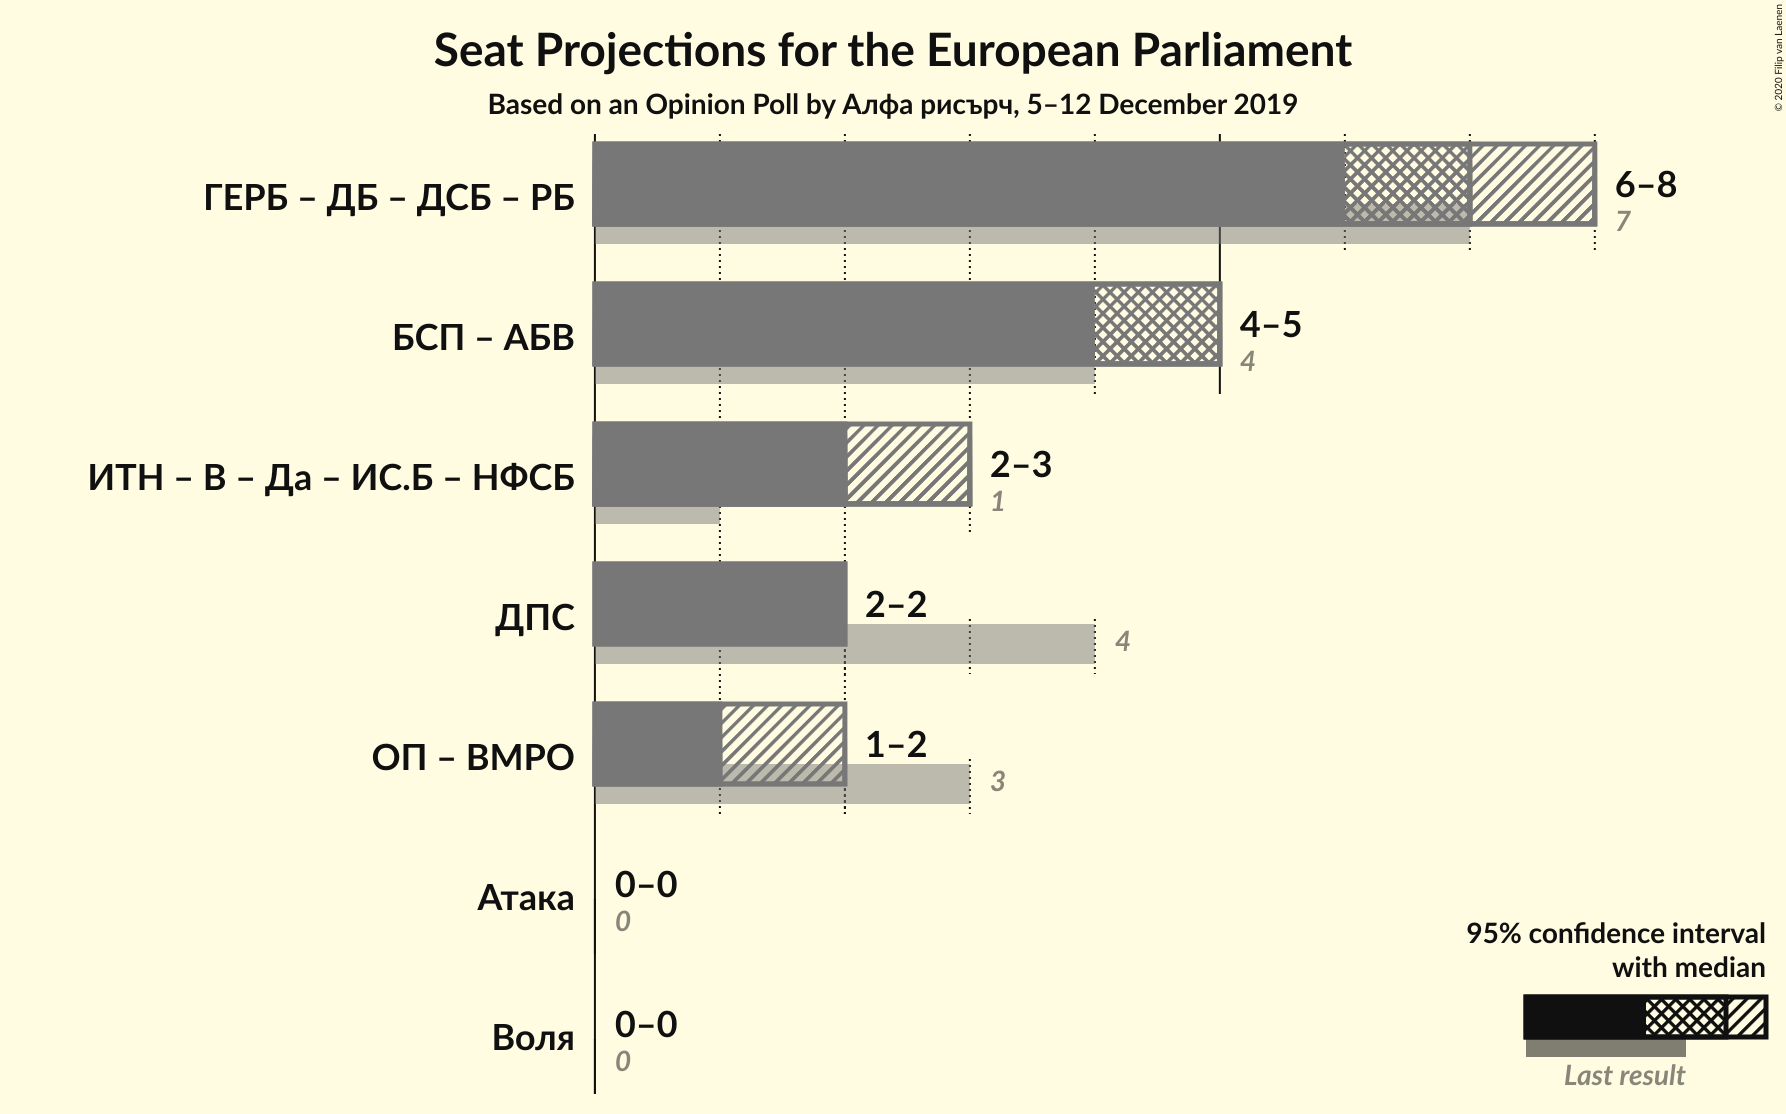 Seat Projections for the European Parliament
Based on an Opinion Poll by Алфа рисърч, 5–12 December 2019
© 2020 Filip van Laenen
ГЕРБ – ДБ – ДСБ – РБ
6–8
7
БСП – АБВ
4–5
4
ИТН – В – Да – ИС.Б – НФСБ
2–3
1
ДПС
2–2
4
ОП – ВМРО
1–2
3
Атака
0–0
0
Воля
0–0
0
95% confidence interval
with median
Last result